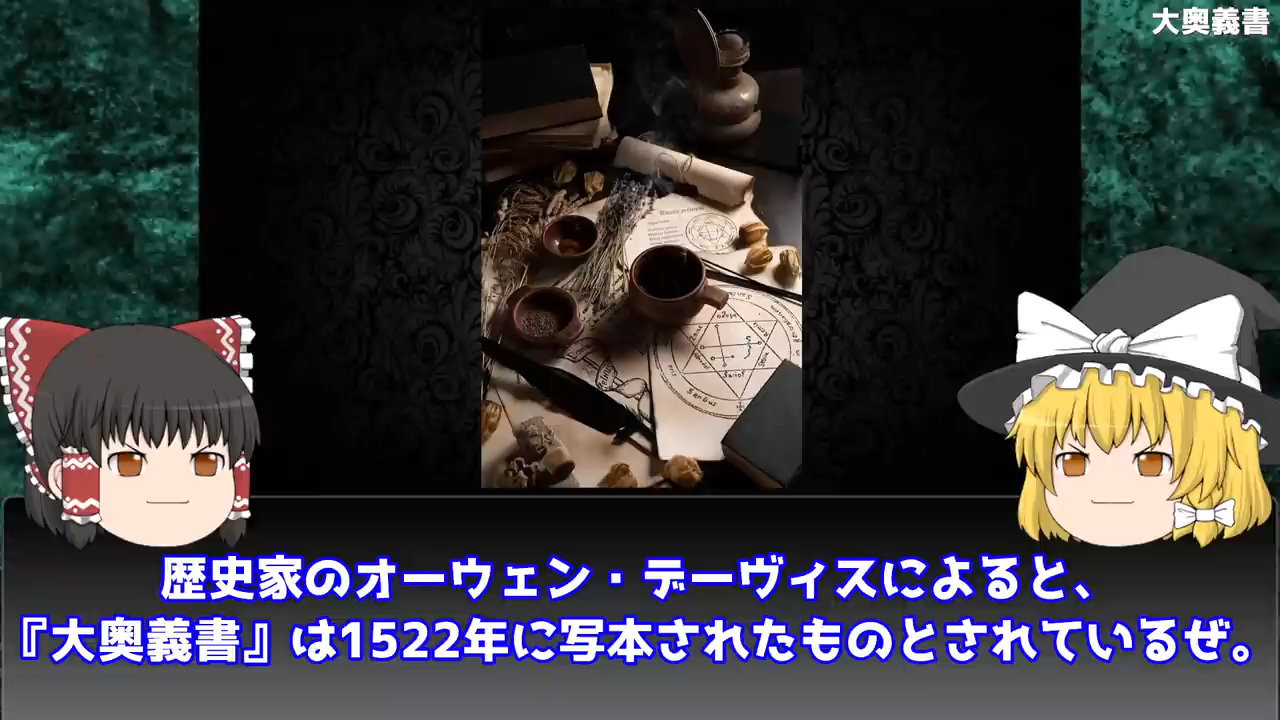 大奥義書
歴史家のオーウェン・デーヴィスによると、
『大奥義書』は1522年に写本されたものとされているぜ。